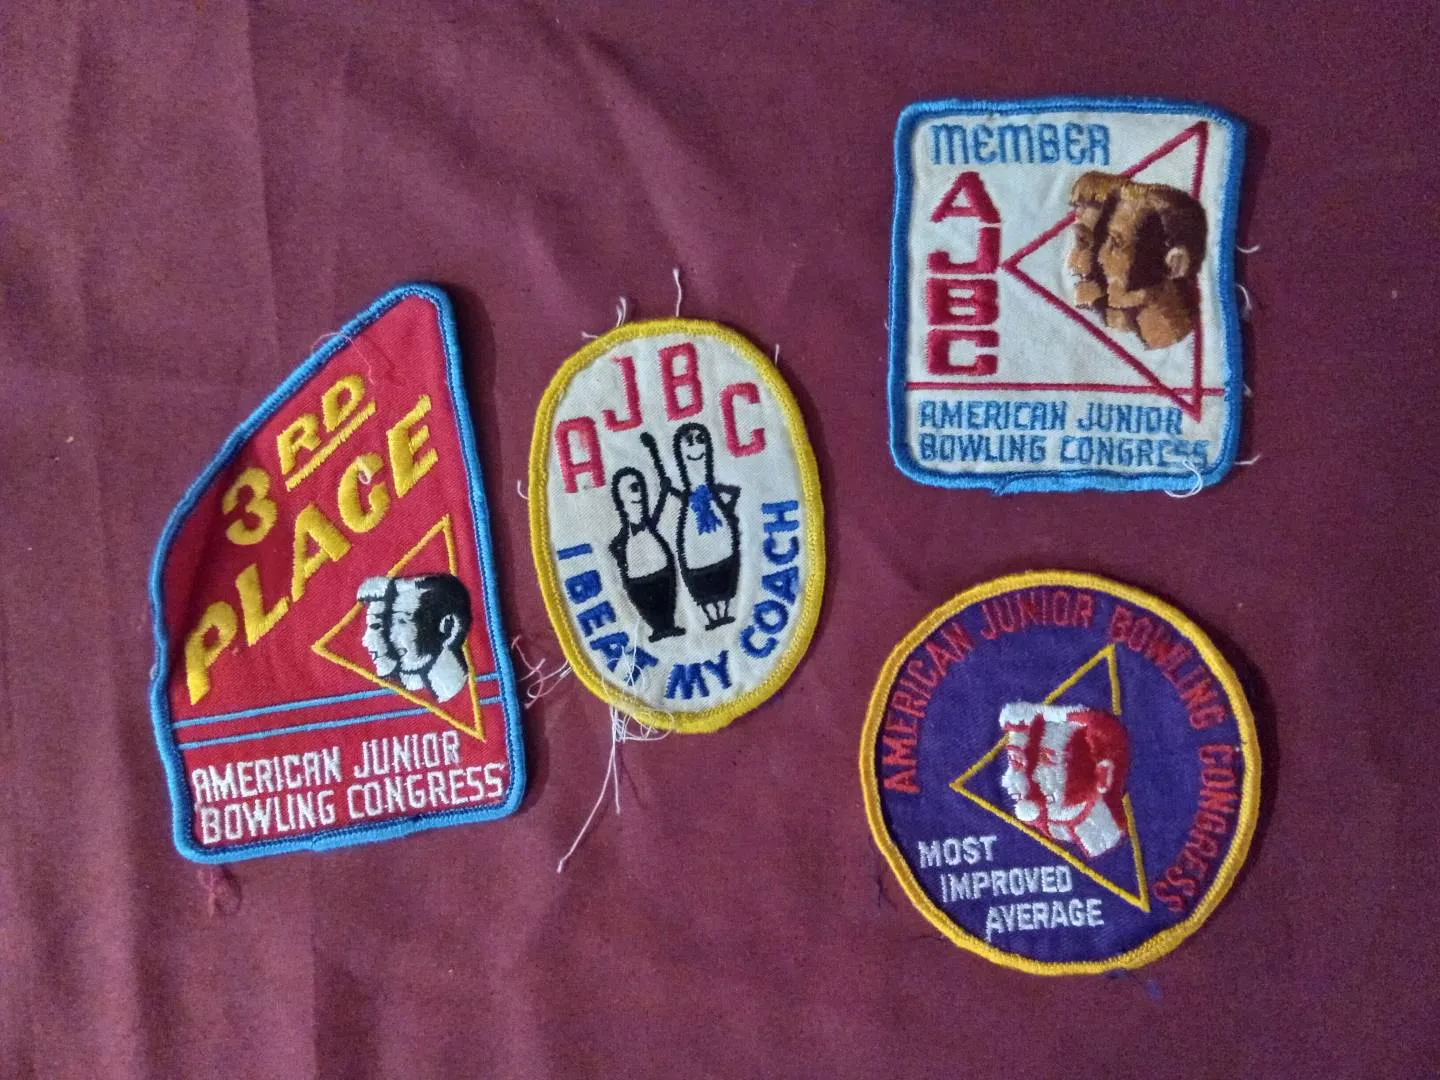 3RD
PLACE
AMERICAN JUNIOR
BOWLING CONGRESS
AJBC
I BEAT MY COACH
MEMBER
AJBC
AMERICAN JUNIOR
BOWLING CONGRESS
AMERICAN JUNIOR BOWLING CONGRESS
MOST
IMPROVED
AVERAGE